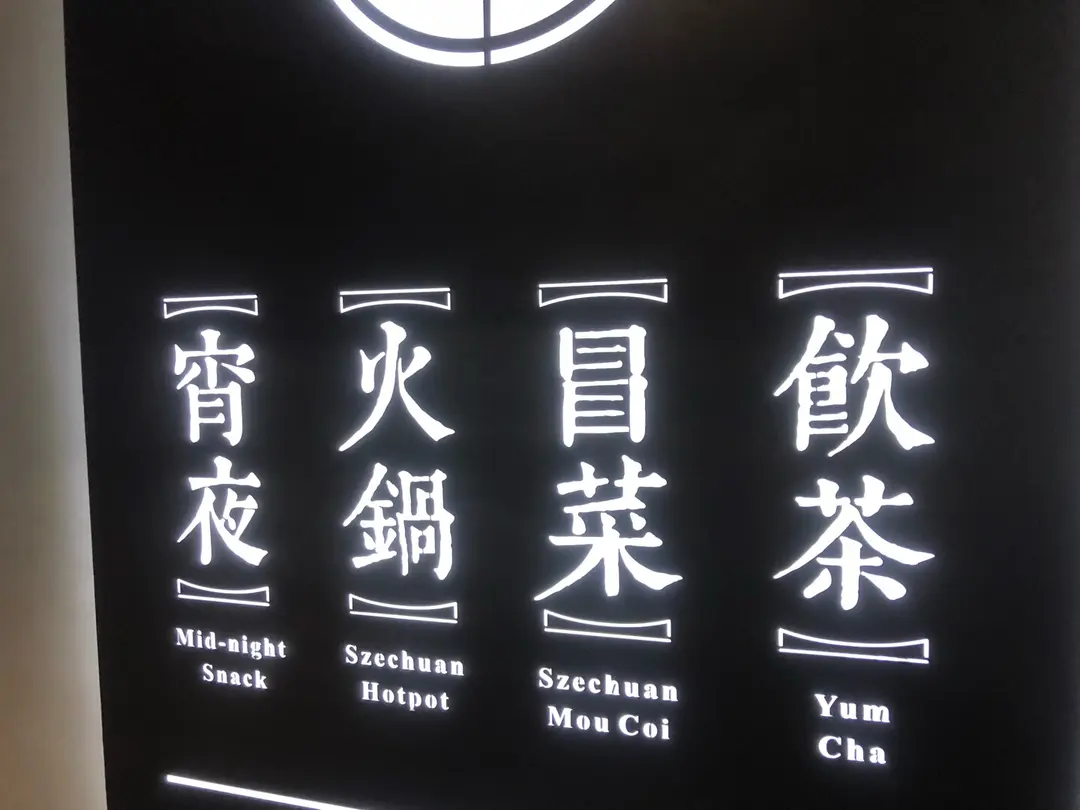 宵夜
Mid-night
Snack
火鍋
Szechuan
Hotpot
冒菜
Szechuan
Mou Coi
飲茶
Yum
Cha